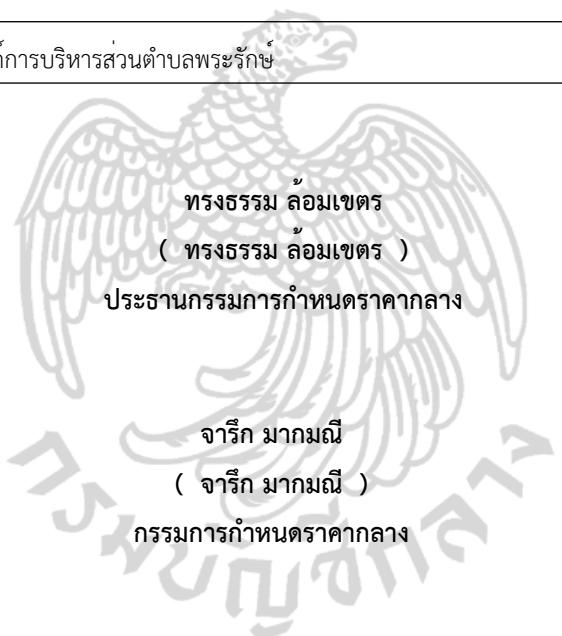 การบริหารส่วนตำบลพระรักษ์
ทรงธรรม ล้อมเขตร
( ทรงธรรม ล้อมเขตร )
ประธานกรรมการกำหนดราคากลาง
จารึก มากมณี
( จารึก มากมณี )
กรรมการกำหนดราคากลาง
กรมบัญชีกลาง